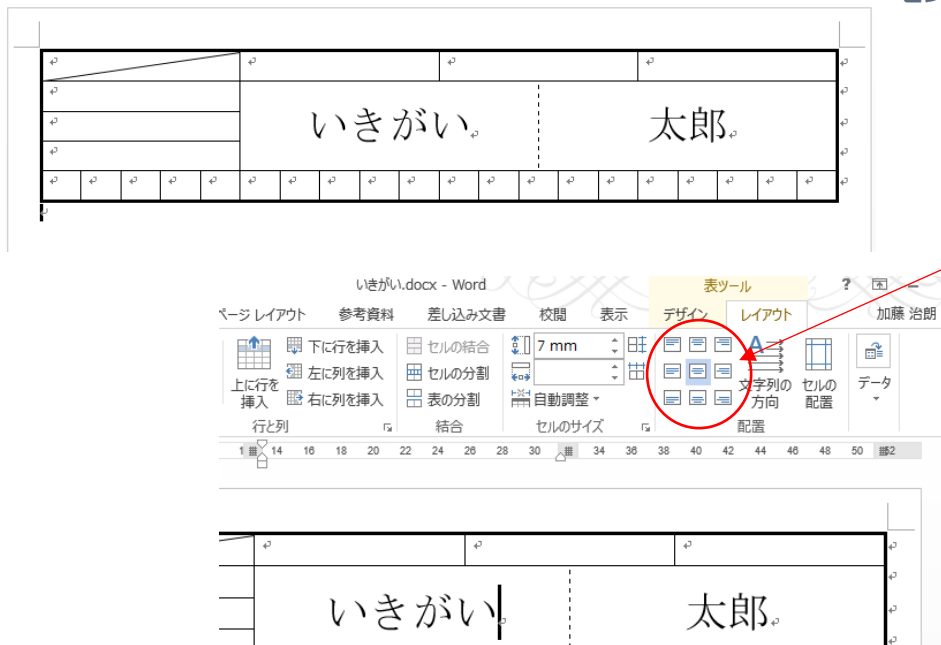 いきがい 太郎
いきがい.docx - Word 表ツール ?
ページ レイアウト 参考資料 差し込み文書 校閲 表示 デザイン レイアウト 加藤 治朗
上に行を挿入 下に行を挿入 セルの結合 7 mm
左に列を挿入 セルの分割
右に列を挿入 表の分割 自動調整 文字列の方向 セルの配置 データ
行と列 結合 セルのサイズ 配置
14 16 18 20 22 24 26 28 30 34 36 38 40 42 44 46 48 50 52
いきがい 太郎